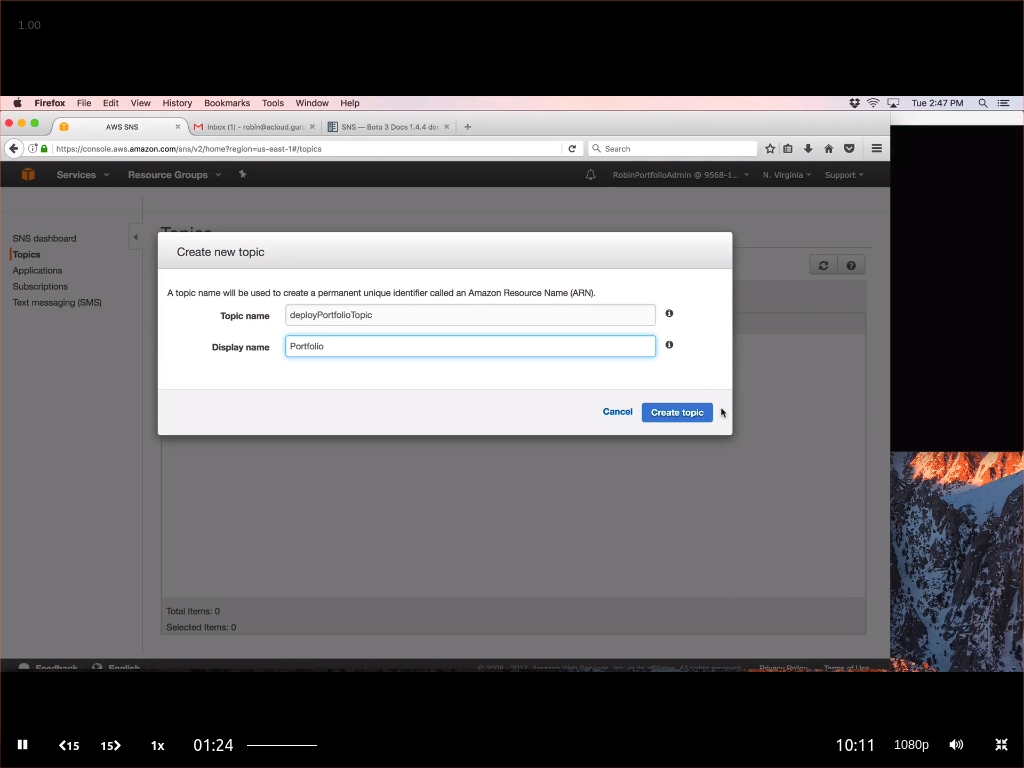 1.00
Firefox File Edit View History Bookmarks Tools Window Help Tue 2:47 PM
AWS SNS × Inbox (1) - robin@acloud.gur × SNS — Boto 3 Docs 1.4.4 doc × +
https://console.aws.amazon.com/sns/v2/home?region=us-east-1#/topics Search
Services Resource Groups RobinPortfolioAdmin @ 9568-1... N. Virginia Support
Topics
SNS dashboard
Topics
Applications
Subscriptions
Text messaging (SMS)
Create new topic
A topic name will be used to create a permanent unique identifier called an Amazon Resource Name (ARN).
Topic name deployPortfolioTopic
Display name Portfolio
Cancel Create topic
Total Items: 0
Selected Items: 0
Feedback English © 2008 - 2017, Amazon Web Services, Inc. or its affiliates. All rights reserved. Privacy Policy Terms of Use
15 15 1x 01:24 10:11 1080p